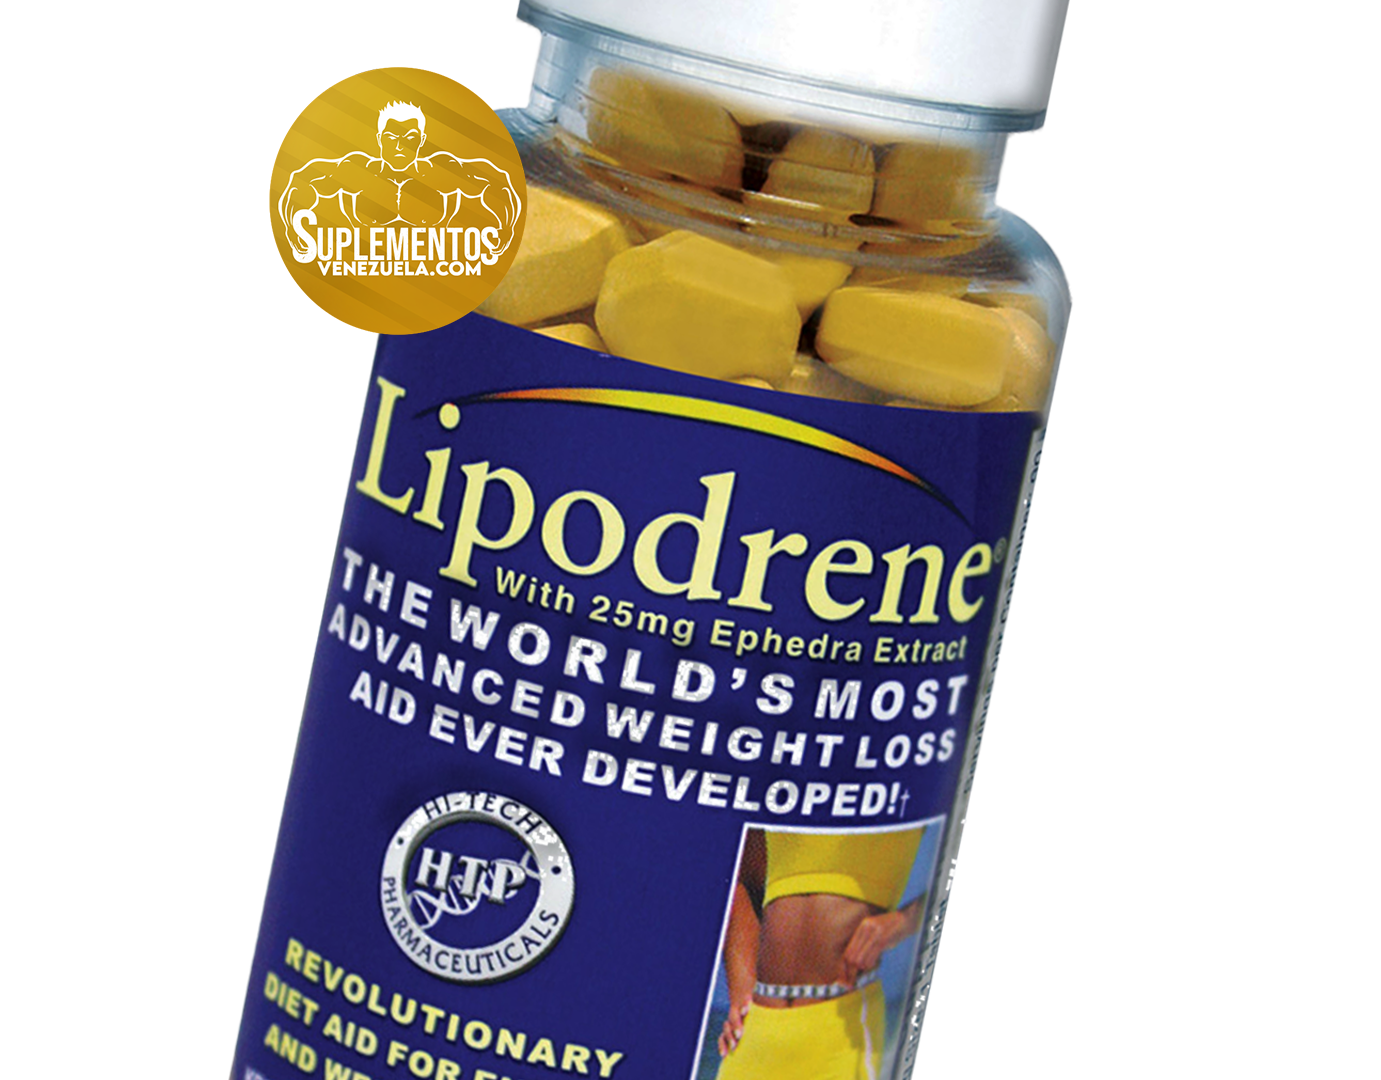 SUPLEMENTOS
VENEZUELA.COM
Lipodrene®
With 25mg Ephedra Extract
THE WORLD'S MOST
ADVANCED WEIGHT LOSS
AID EVER DEVELOPED!†
HI-TECH
HTP
PHARMACEUTICALS
REVOLUTIONARY
DIET AID FOR
AND